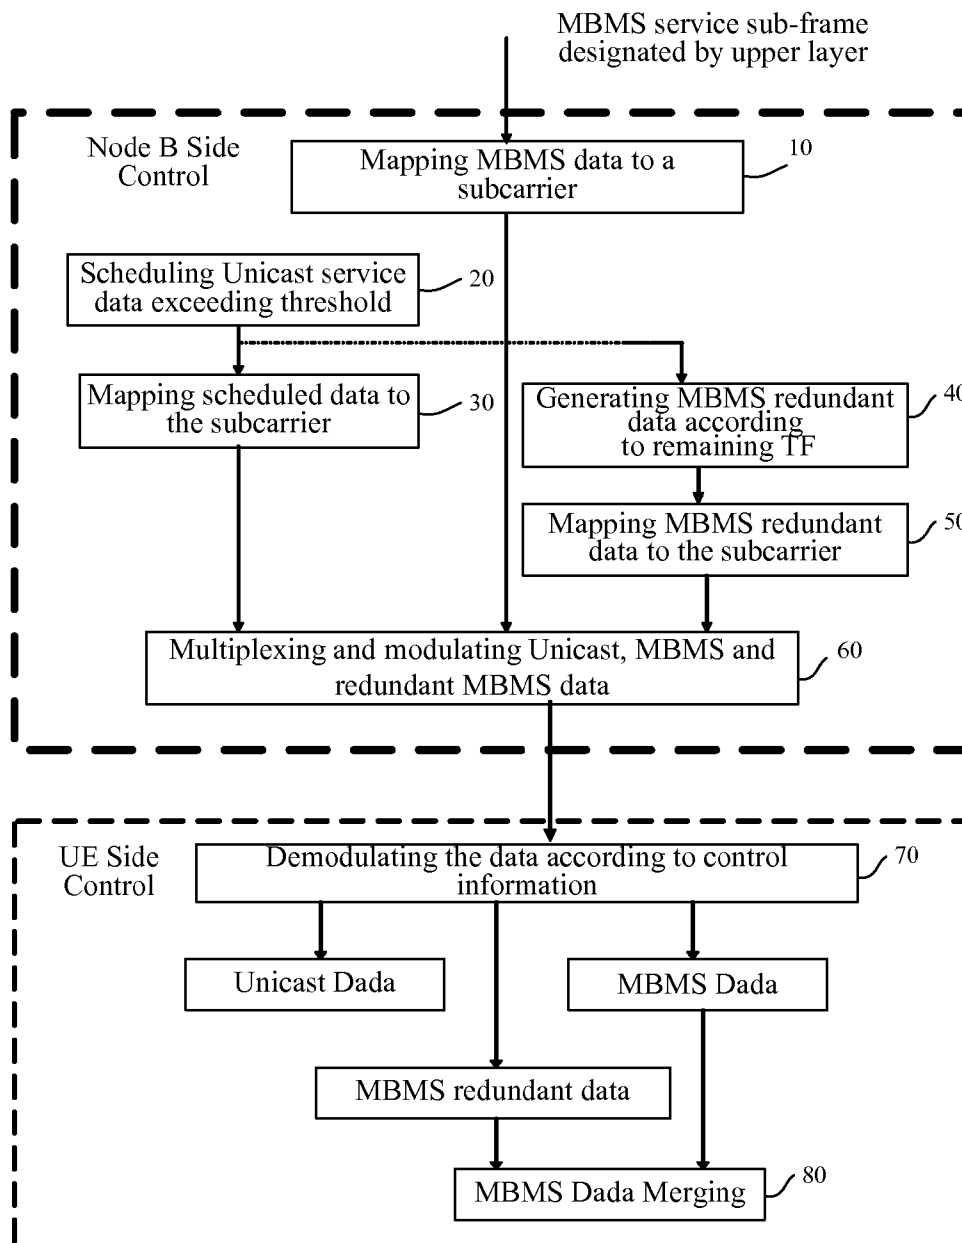 MBMS service sub-frame
designated by upper layer
Node B Side
Control
Mapping MBMS data to a
subcarrier
10
Scheduling Unicast service
data exceeding threshold
20
Mapping scheduled data to
the subcarrier
30
Generating MBMS redundant
data according
to remaining TF
40
Mapping MBMS redundant
data to the subcarrier
50
Multiplexing and modulating Unicast, MBMS and
redundant MBMS data
60
UE Side
Control
Demodulating the data according to control
information
70
Unicast Dada
MBMS Dada
MBMS redundant data
MBMS Dada Merging
80